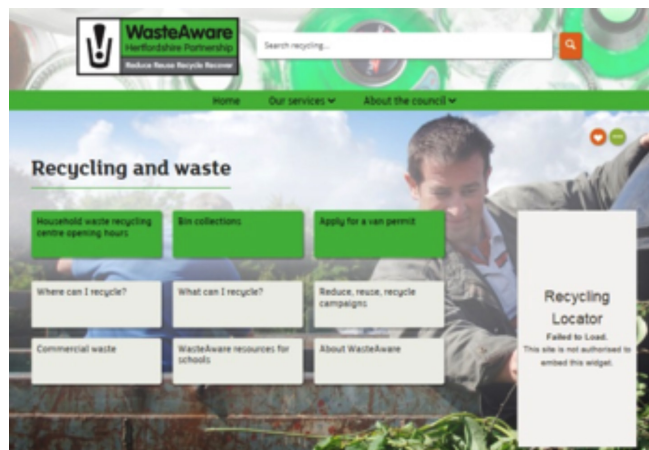 WasteAware
Hertfordshire Partnership
Reduce Reuse Recycle Recover
Search recycling...
Home Our services About the council
Recycling and waste
Household waste recycling
centre opening hours
Bin collections
Apply for a van permit
Where can I recycle?
What can I recycle?
Reduce, reuse, recycle
campaigns
Commercial waste
WasteAware resources for
schools
About WasteAware
Recycling
Locator
Failed to Load.
This site is not authorised to
embed this widget.